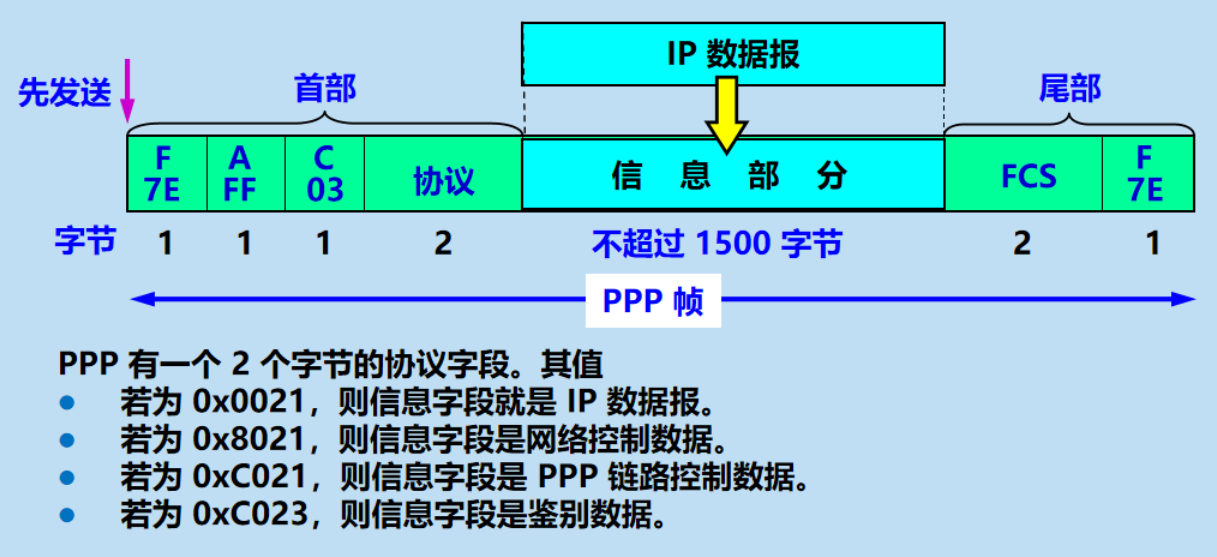 IP 数据报
先发送
首部
尾部
F
7E
A
FF
C
03
协议
信 息 部 分
FCS
F
7E
字节
1
1
1
2
不超过 1500 字节
2
1
PPP 帧
PPP 有一个 2 个字节的协议字段。其值
● 若为 0x0021，则信息字段就是 IP 数据报。
● 若为 0x8021，则信息字段是网络控制数据。
● 若为 0xC021，则信息字段是 PPP 链路控制数据。
● 若为 0xC023，则信息字段是鉴别数据。